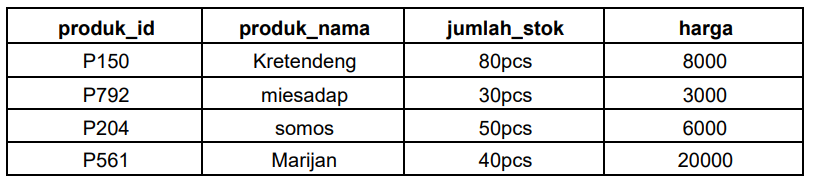 produk_id produk_nama jumlah_stok harga
P150 Kretendeng 80pcs 8000
P792 miesadap 30pcs 3000
P204 somos 50pcs 6000
P561 Marijan 40pcs 20000